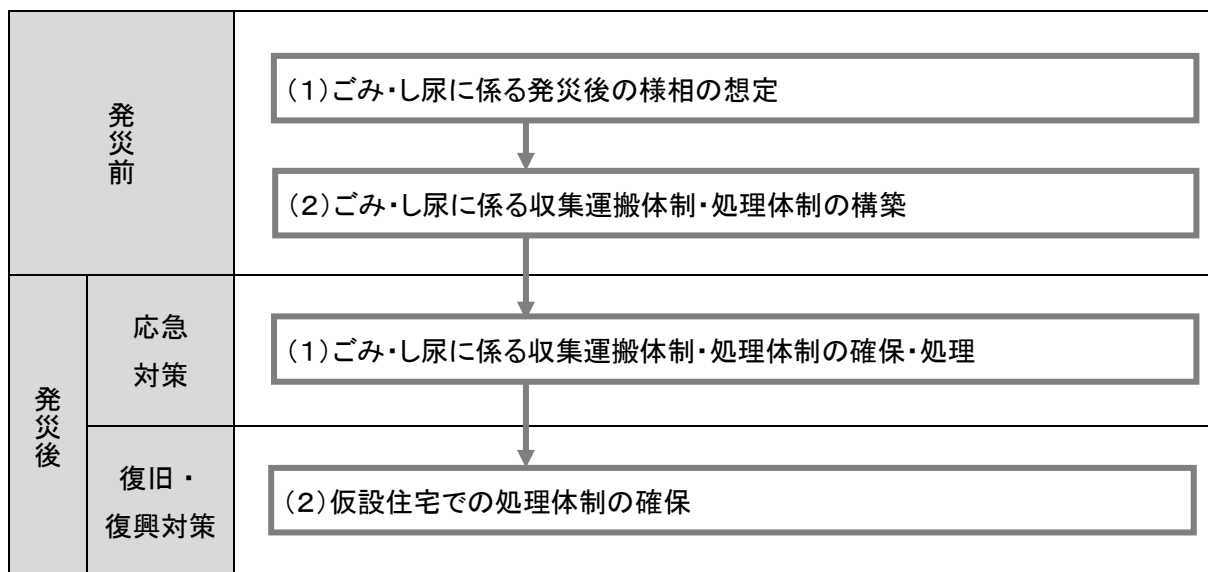 発災前
(1)ごみ・し尿に係る発災後の様相の想定
(2)ごみ・し尿に係る収集運搬体制・処理体制の構築
発災後
応急
対策
(1)ごみ・し尿に係る収集運搬体制・処理体制の確保・処理
復旧・
復興対策
(2)仮設住宅での処理体制の確保